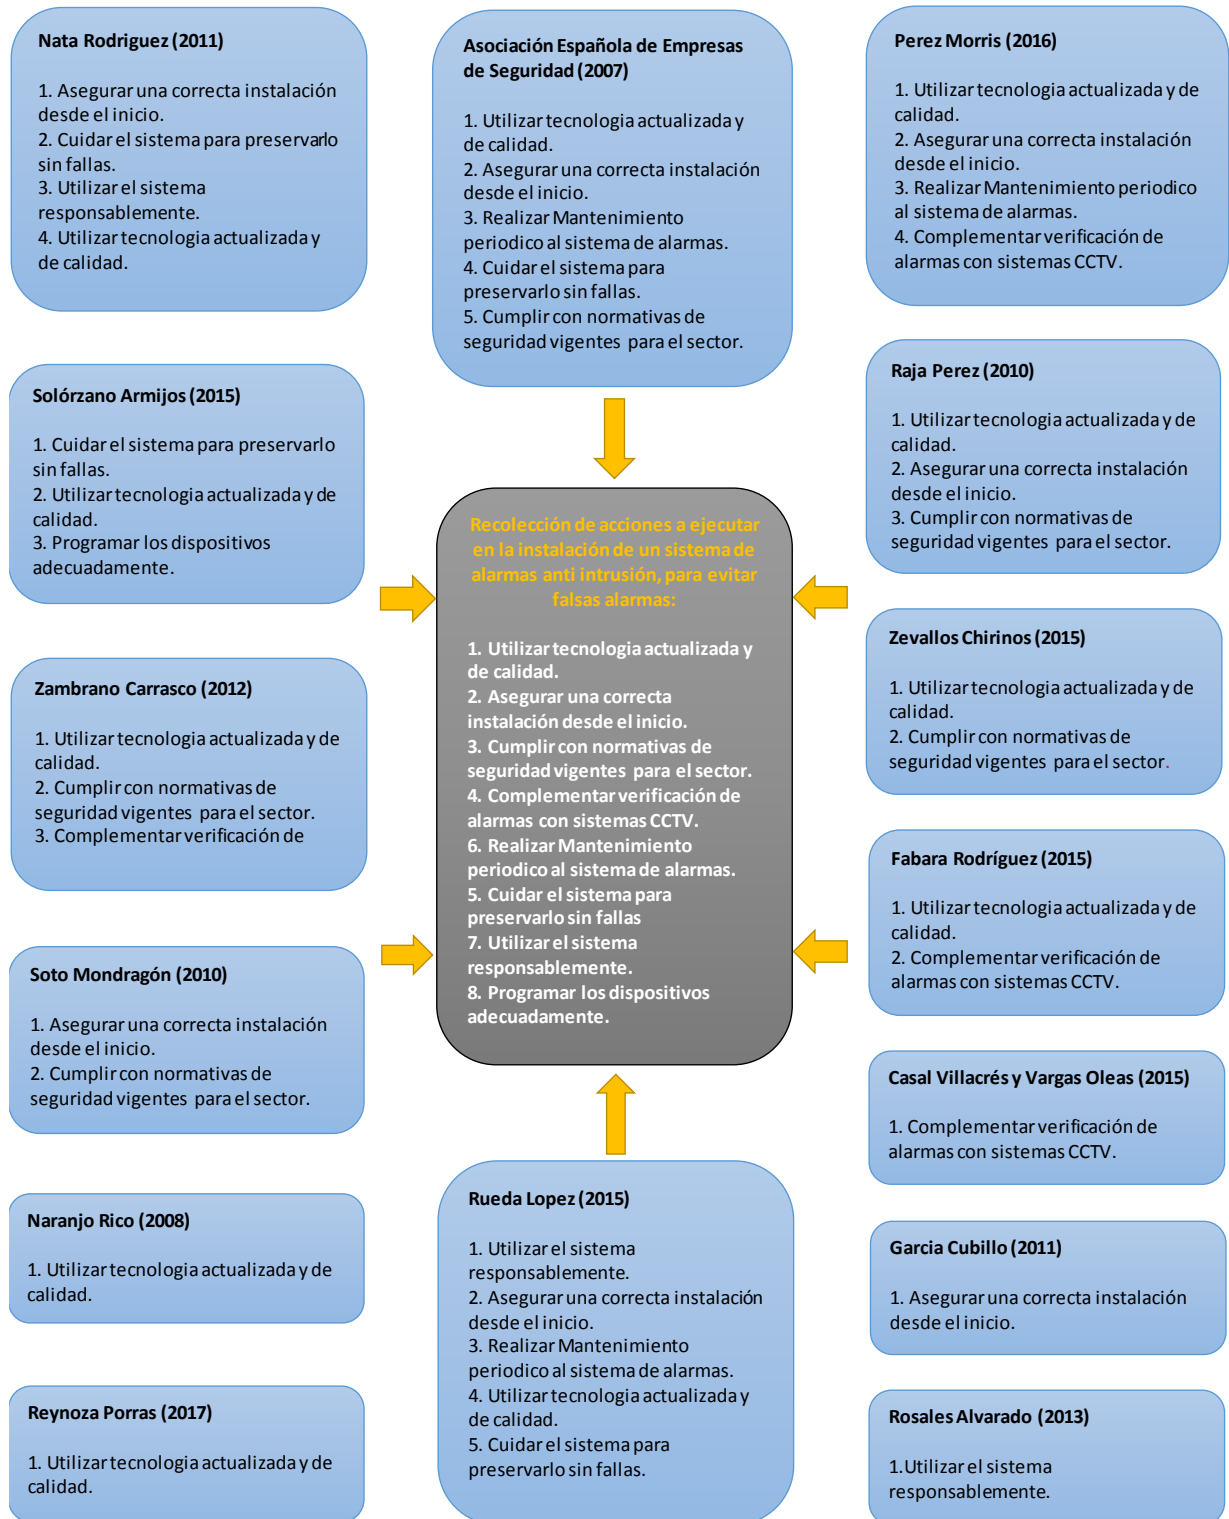 Nata Rodriguez (2011)
1. Asegurar una correcta instalación
desde el inicio.
2. Cuidar el sistema para preservarlo
sin fallas.
3. Utilizar el sistema
responsablemente.
4. Utilizar tecnologia actualizada y
de calidad.
Asociación Española de Empresas
de Seguridad (2007)
1. Utilizar tecnologia actualizada y
de calidad.
2. Asegurar una correcta instalación
desde el inicio.
3. Realizar Mantenimiento
periodico al sistema de alarmas.
4. Cuidar el sistema para
preservarlo sin fallas.
5. Cumplir con normativas de
seguridad vigentes para el sector.
Perez Morris (2016)
1. Utilizar tecnologia actualizada y de
calidad.
2. Asegurar una correcta instalación
desde el inicio.
3. Realizar Mantenimiento periodico
al sistema de alarmas.
4. Complementar verificación de
alarmas con sistemas CCTV.
Solórzano Armijos (2015)
1. Cuidar el sistema para preservarlo
sin fallas.
2. Utilizar tecnologia actualizada y de
calidad.
3. Programar los dispositivos
adecuadamente.
Raja Perez (2010)
1. Utilizar tecnologia actualizada y de
calidad.
2. Asegurar una correcta instalación
desde el inicio.
3. Cumplir con normativas de
seguridad vigentes para el sector.
Recolección de acciones a ejecutar
en la instalación de un sistema de
alarmas anti intrusión, para evitar
falsas alarmas:
1. Utilizar tecnologia actualizada y
de calidad.
2. Asegurar una correcta
instalación desde el inicio.
3. Cumplir con normativas de
seguridad vigentes para el sector.
4. Complementar verificación de
alarmas con sistemas CCTV.
6. Realizar Mantenimiento
periodico al sistema de alarmas.
5. Cuidar el sistema para
preservarlo sin fallas
7. Utilizar el sistema
responsablemente.
8. Programar los dispositivos
adecuadamente.
Zambrano Carrasco (2012)
1. Utilizar tecnologia actualizada y de
calidad.
2. Cumplir con normativas de
seguridad vigentes para el sector.
3. Complementar verificación de
Zevallos Chirinos (2015)
1. Utilizar tecnologia actualizada y de
calidad.
2. Cumplir con normativas de
seguridad vigentes para el sector.
Fabara Rodríguez (2015)
1. Utilizar tecnologia actualizada y de
calidad.
2. Complementar verificación de
alarmas con sistemas CCTV.
Soto Mondragón (2010)
1. Asegurar una correcta instalación
desde el inicio.
2. Cumplir con normativas de
seguridad vigentes para el sector.
Casal Villacrés y Vargas Oleas (2015)
1. Complementar verificación de
alarmas con sistemas CCTV.
Naranjo Rico (2008)
1. Utilizar tecnologia actualizada y de
calidad.
Rueda Lopez (2015)
1. Utilizar el sistema
responsablemente.
2. Asegurar una correcta instalación
desde el inicio.
3. Realizar Mantenimiento
periodico al sistema de alarmas.
4. Utilizar tecnologia actualizada y
de calidad.
5. Cuidar el sistema para
preservarlo sin fallas.
Garcia Cubillo (2011)
1. Asegurar una correcta instalación
desde el inicio.
Reynoza Porras (2017)
1. Utilizar tecnologia actualizada y de
calidad.
Rosales Alvarado (2013)
1.Utilizar el sistema
responsablemente.